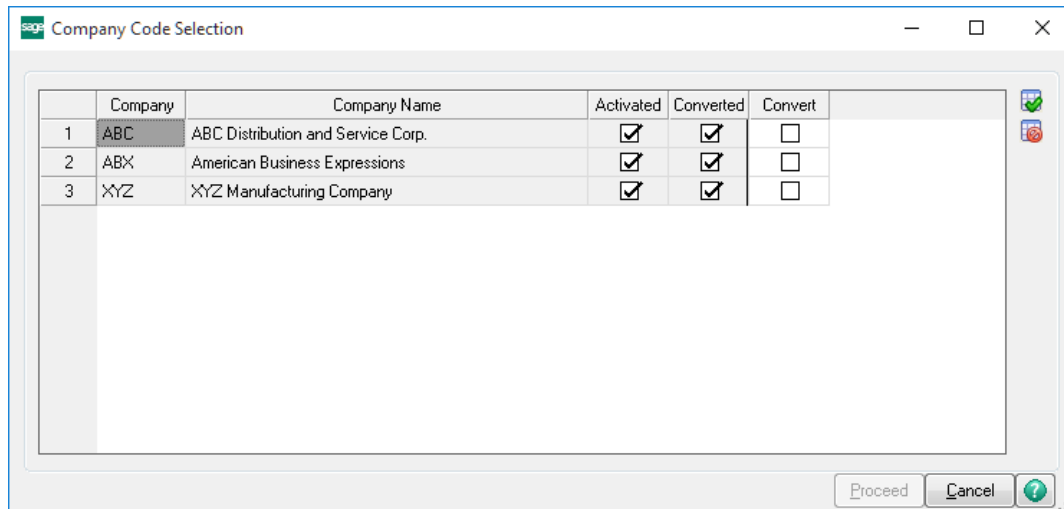 sage Company Code Selection
Company Company Name Activated Converted Convert
1 ABC ABC Distribution and Service Corp.
2 ABX American Business Expressions
3 XYZ XYZ Manufacturing Company
Proceed Cancel ?